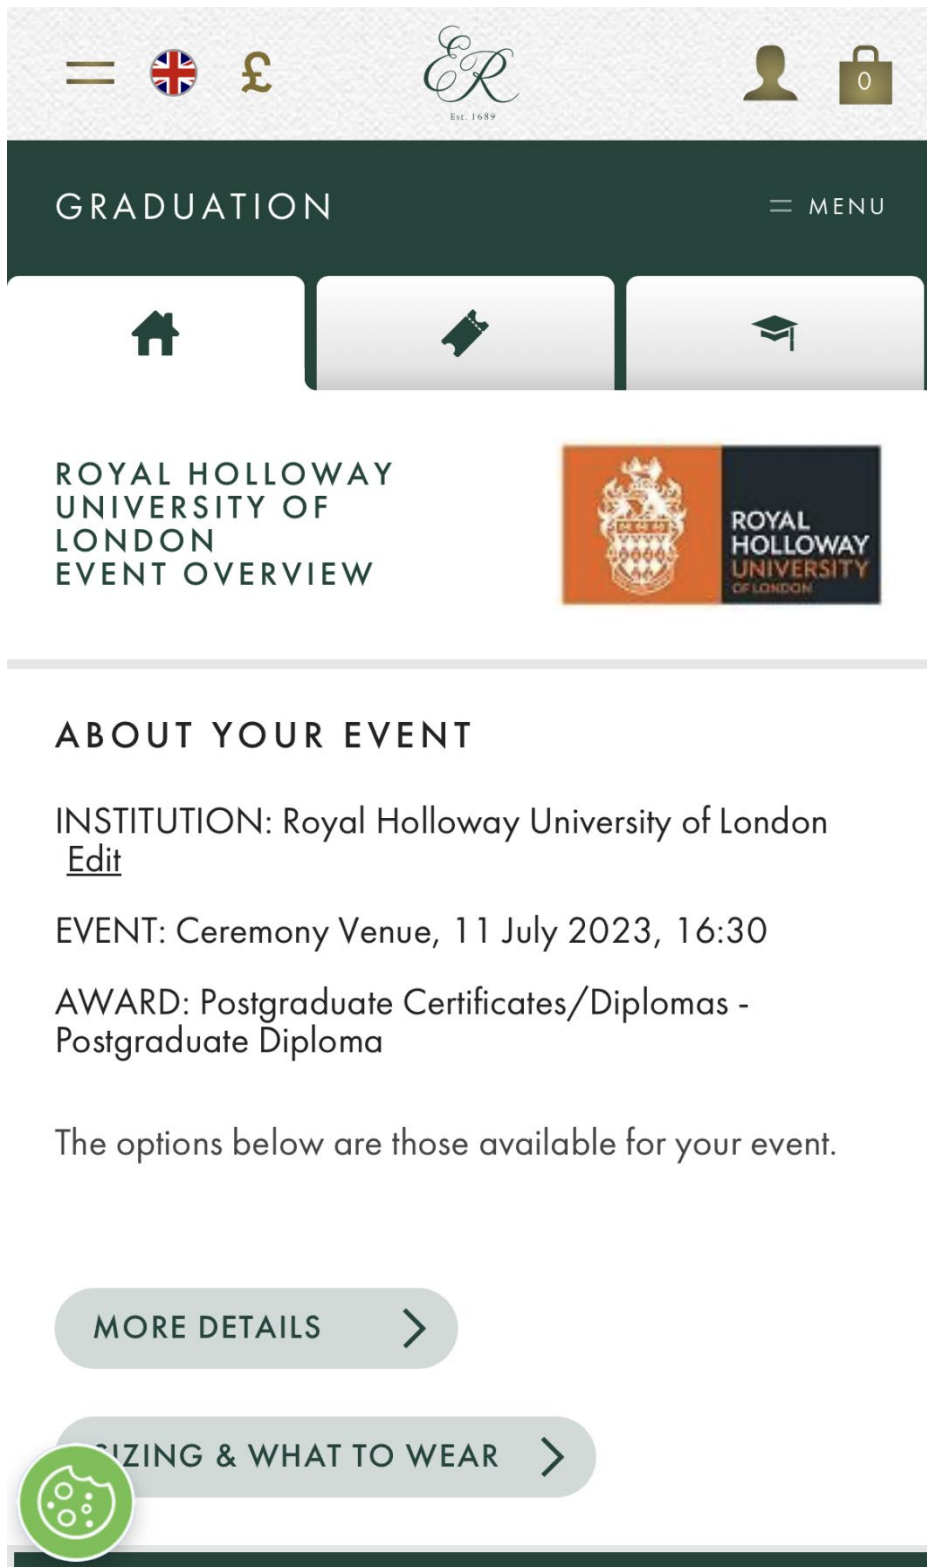 £
ER
Est. 1689
0
GRADUATION
MENU
ROYAL HOLLOWAY
UNIVERSITY OF
LONDON
EVENT OVERVIEW
ROYAL
HOLLOWAY
UNIVERSITY
OF LONDON
ABOUT YOUR EVENT
INSTITUTION: Royal Holloway University of London
Edit
EVENT: Ceremony Venue, 11 July 2023, 16:30
AWARD: Postgraduate Certificates/Diplomas -
Postgraduate Diploma
The options below are those available for your event.
MORE DETAILS
SIZING & WHAT TO WEAR